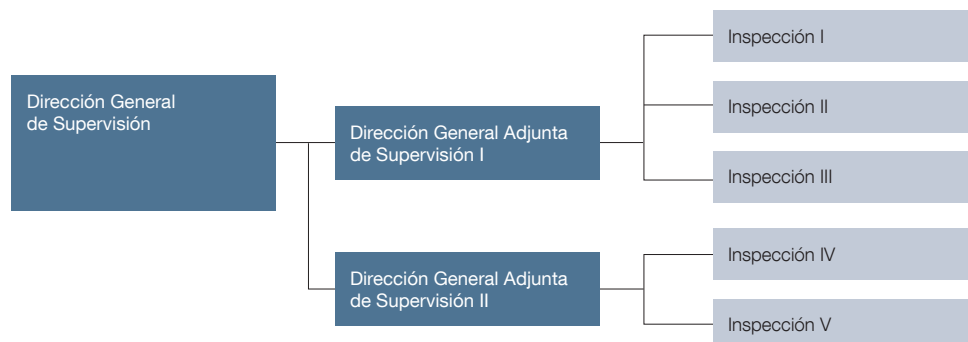 Dirección General
de Supervisión
Dirección General Adjunta
de Supervisión I
Inspección I
Inspección II
Inspección III
Dirección General Adjunta
de Supervisión II
Inspección IV
Inspección V